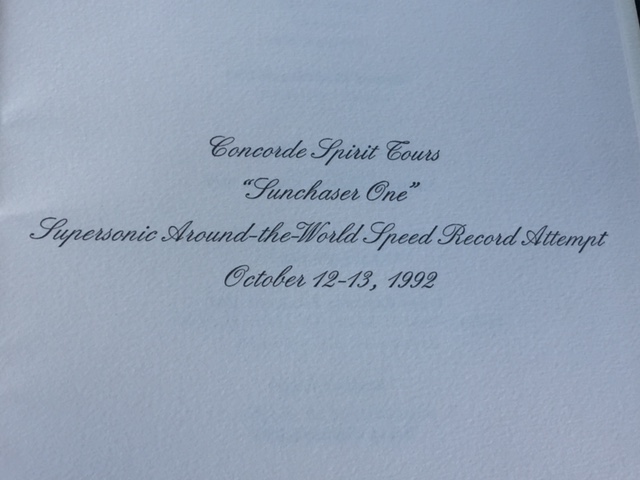 Concorde Spirit Tours
“Sunchaser One”
Supersonic Around-the-World Speed Record Attempt
October 12-13, 1992